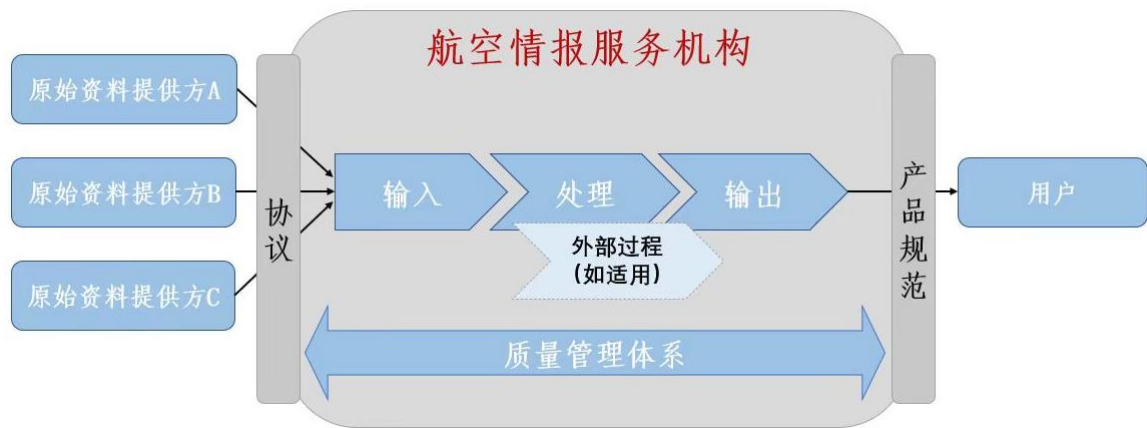 航空情报服务机构
原始资料提供方A
原始资料提供方B
原始资料提供方C
协议
输入
处理
输出
外部过程
(如适用)
质量管理体系
产品规范
用户